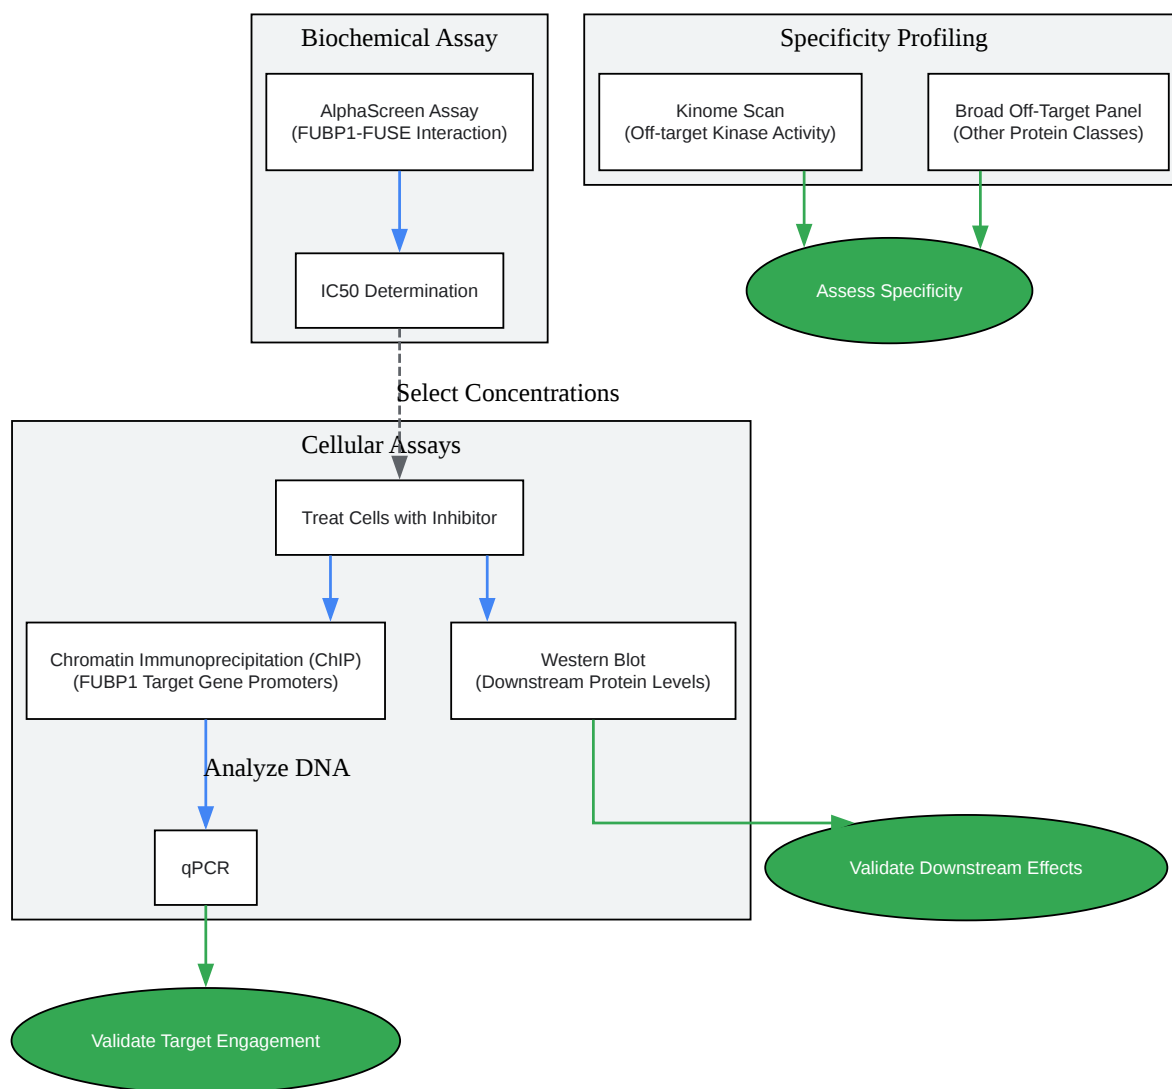 Biochemical Assay
AlphaScreen Assay
(FUBP1-FUSE Interaction)
IC50 Determination
Specificity Profiling
Kinome Scan
(Off-target Kinase Activity)
Broad Off-Target Panel
(Other Protein Classes)
Assess Specificity
Select Concentrations
Cellular Assays
Treat Cells with Inhibitor
Chromatin Immunoprecipitation (ChIP)
(FUBP1 Target Gene Promoters)
Western Blot
(Downstream Protein Levels)
Analyze DNA
qPCR
Validate Downstream Effects
Validate Target Engagement